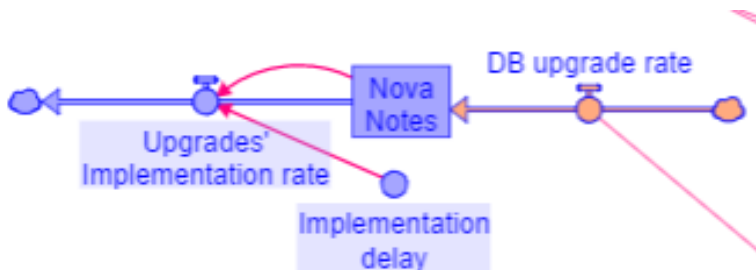 DB upgrade rate
Nova
Notes
Upgrades'
Implementation rate
Implementation
delay